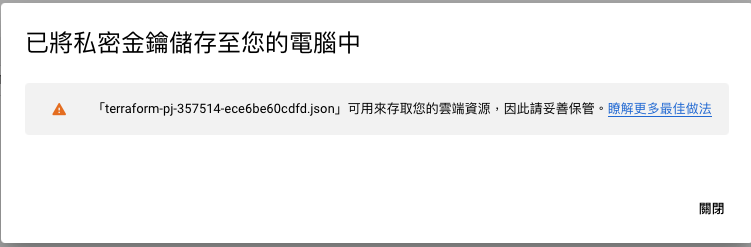 已將私密金鑰儲存至您的電腦中
「terraform-pj-357514-ece6be60cdfd.json」可用來存取您的雲端資源，因此請妥善保管。瞭解更多最佳做法
關閉